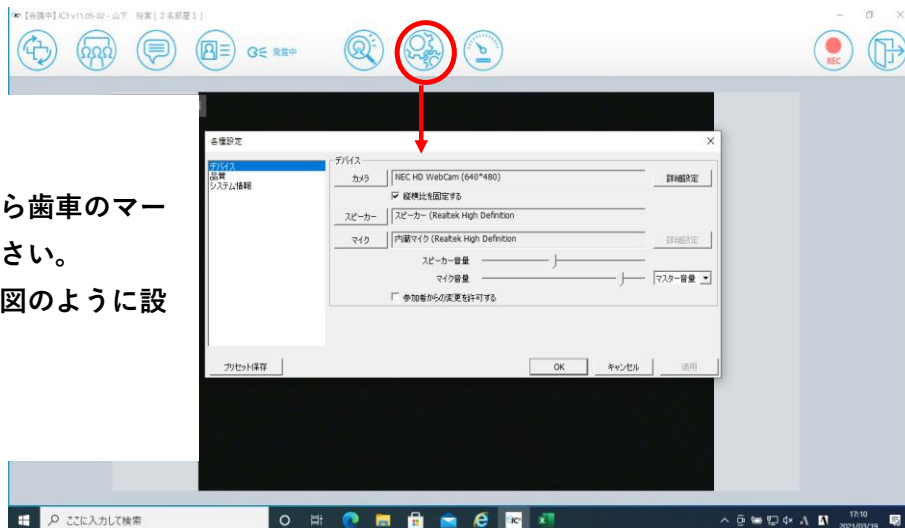 【会議中】IC3 v11.05-02 - 山下 裕実 [ 2名部屋1 ]
発言中
REC
各種設定
デバイス
品質
システム情報
デバイス
カメラ
NEC HD WebCam (640*480)
詳細設定
縦横比を固定する
スピーカー
スピーカー (Realtek High Definition
マイク
内蔵マイク (Realtek High Definition
詳細設定
スピーカー音量
マイク音量
マスター音量
参加者からの変更を許可する
プリセット保存
OK
キャンセル
適用
ら歯車のマー
さい。
図のように設
ここに入力して検索
17:10
2021/03/19